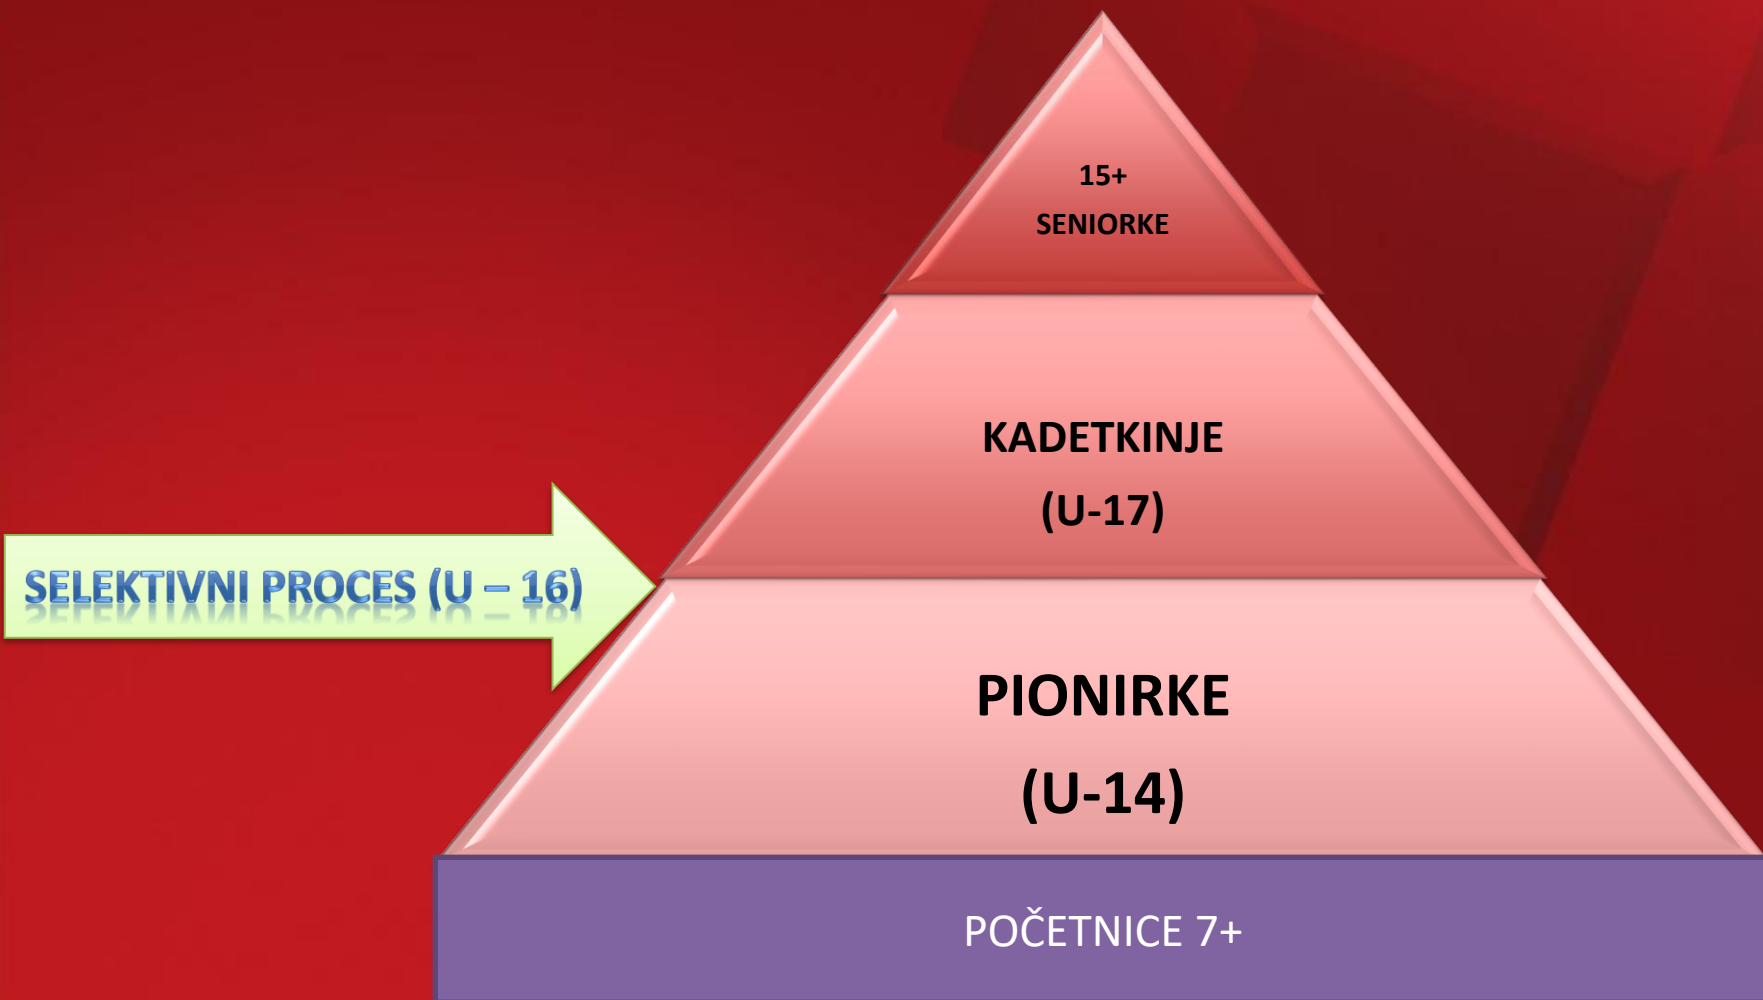 15+
SENIORKE
KADETKINJE
(U-17)
SELEKTIVNI PROCES (U – 16)
PIONIRKE
(U-14)
POČETNICE 7+